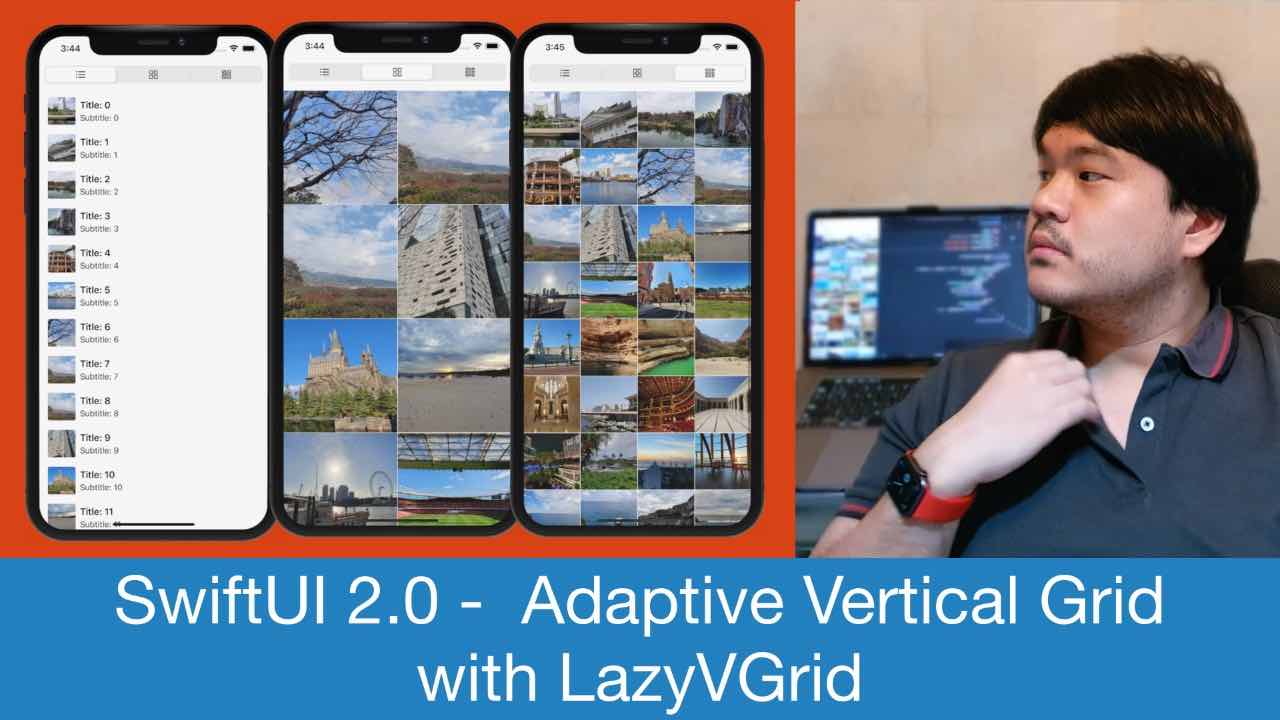 3:44
Title: 0
Subtitle: 0
Title: 1
Subtitle: 1
Title: 2
Subtitle: 2
Title: 3
Subtitle: 3
Title: 4
Subtitle: 4
Title: 5
Subtitle: 5
Title: 6
Subtitle: 6
Title: 7
Subtitle: 7
Title: 8
Subtitle: 8
Title: 9
Subtitle: 9
Title: 10
Subtitle: 10
Title: 11
Subtitle:
3:44
3:45
SwiftUI 2.0 - Adaptive Vertical Grid
with LazyVGrid